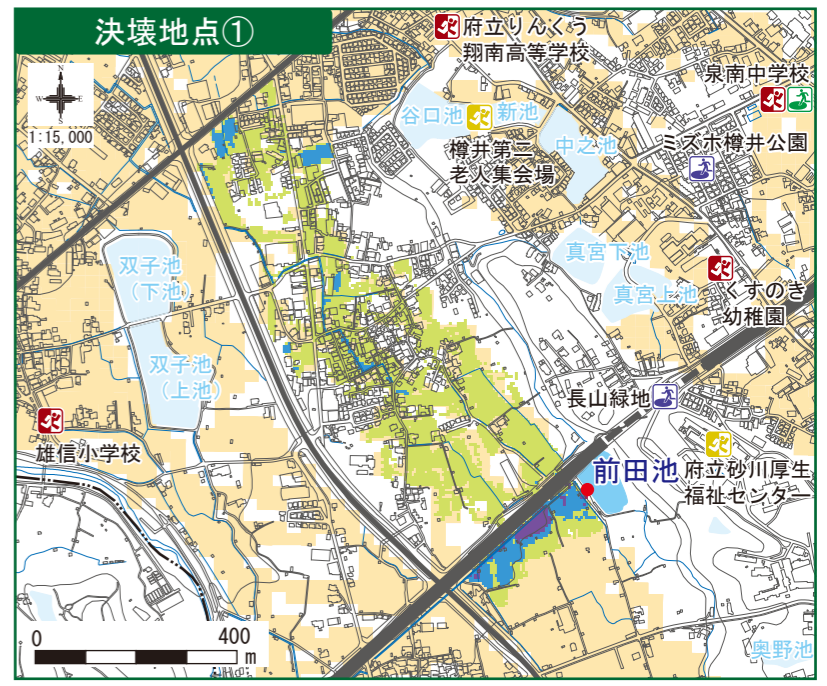 決壊地点①
N
W E
S
1:15,000
府立りんくう
翔南高等学校
泉南中学校
谷口池
新池
樽井第二
老人集会場
中之池
ミズホ樽井公園
双子池
（下池）
真宮下池
真宮上池
くすのき
幼稚園
双子池
（上池）
長山緑地
雄信小学校
前田池
府立砂川厚生
福祉センター
奥野池
0 400
m